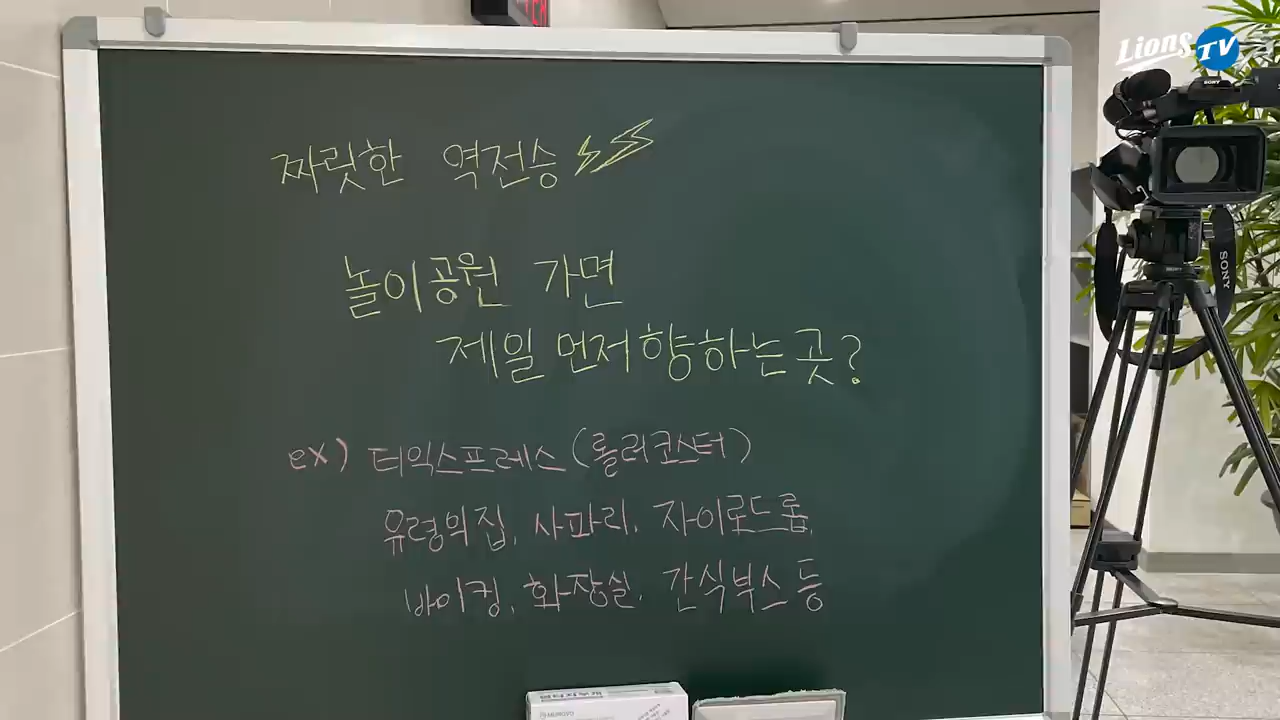 Lions TV
짜릿한 역전승
놀이공원 가면
제일 먼저 향하는 곳?
ex) 티익스프레스 (롤러코스터)
유령의집, 사파리, 자이로드롭,
바이킹, 화장실, 간식부스 등
SONY
SONY
MUNGYO